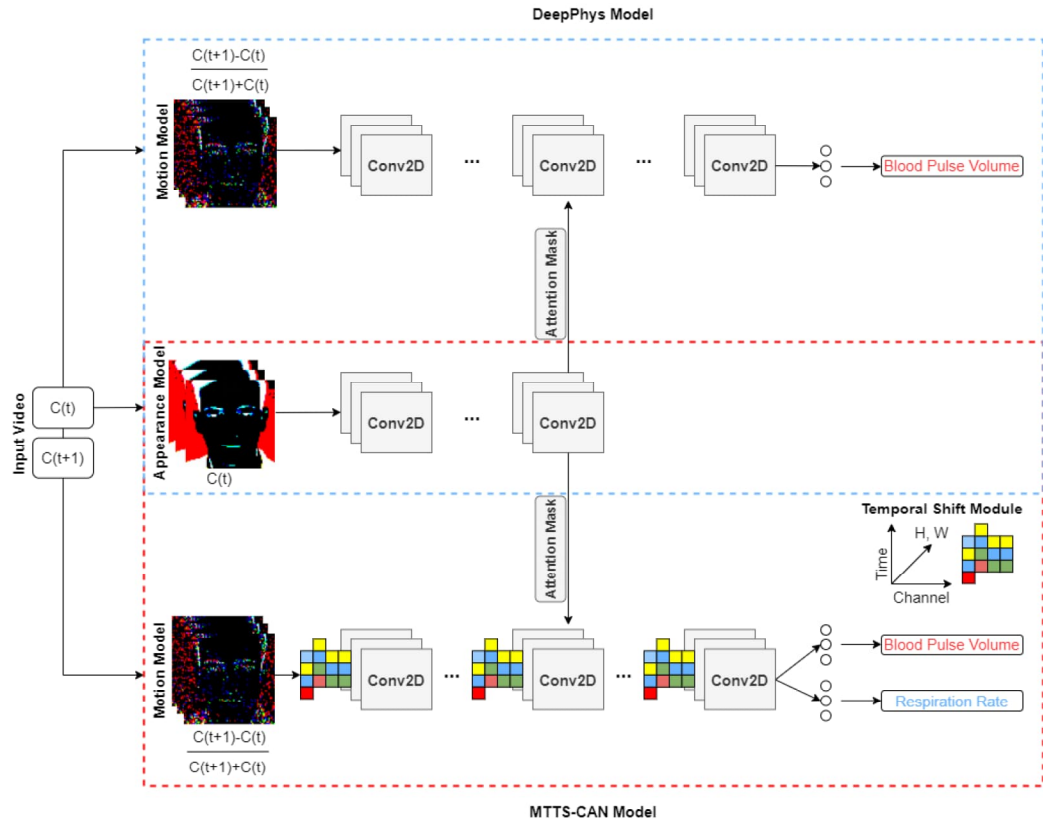 DeepPhys Model
C(t+1)-C(t)
C(t+1)+C(t)
Motion Model
Conv2D
...
Conv2D
...
Conv2D
Blood Pulse Volume
Attention Mask
Input Video
C(t)
C(t+1)
Appearance Model
C(t)
Conv2D
...
Conv2D
Attention Mask
Temporal Shift Module
Time
H, W
Channel
Motion Model
C(t+1)-C(t)
C(t+1)+C(t)
Conv2D
...
Conv2D
...
Conv2D
Blood Pulse Volume
Respiration Rate
MTTS-CAN Model